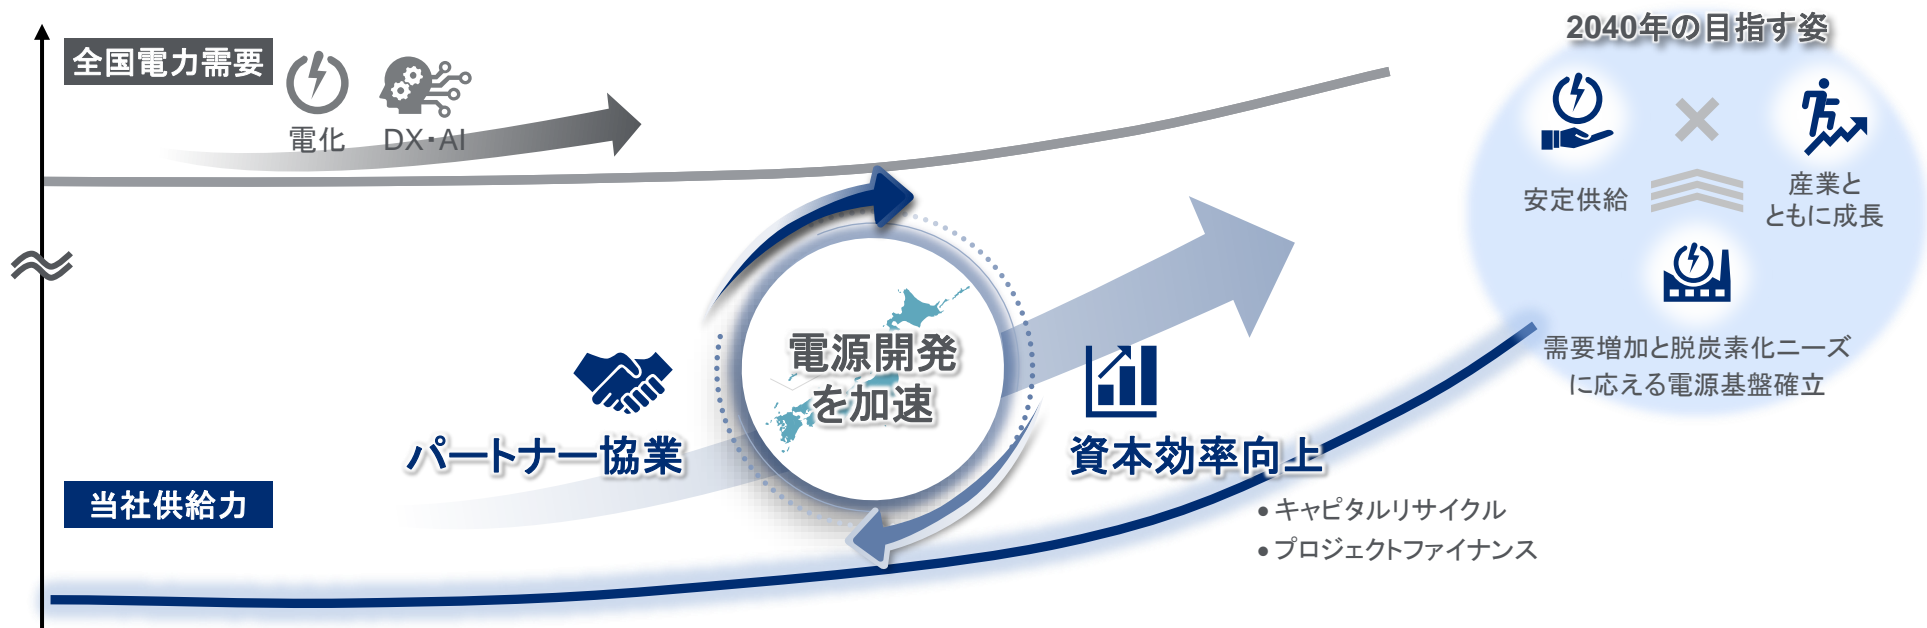 全国電力需要
電化
DX・AI
2040年の目指す姿
安定供給
産業と
ともに成長
需要増加と脱炭素化ニーズ
に応える電源基盤確立
電源開発
を加速
パートナー協業
資本効率向上
• キャピタルリサイクル
• プロジェクトファイナンス
当社供給力